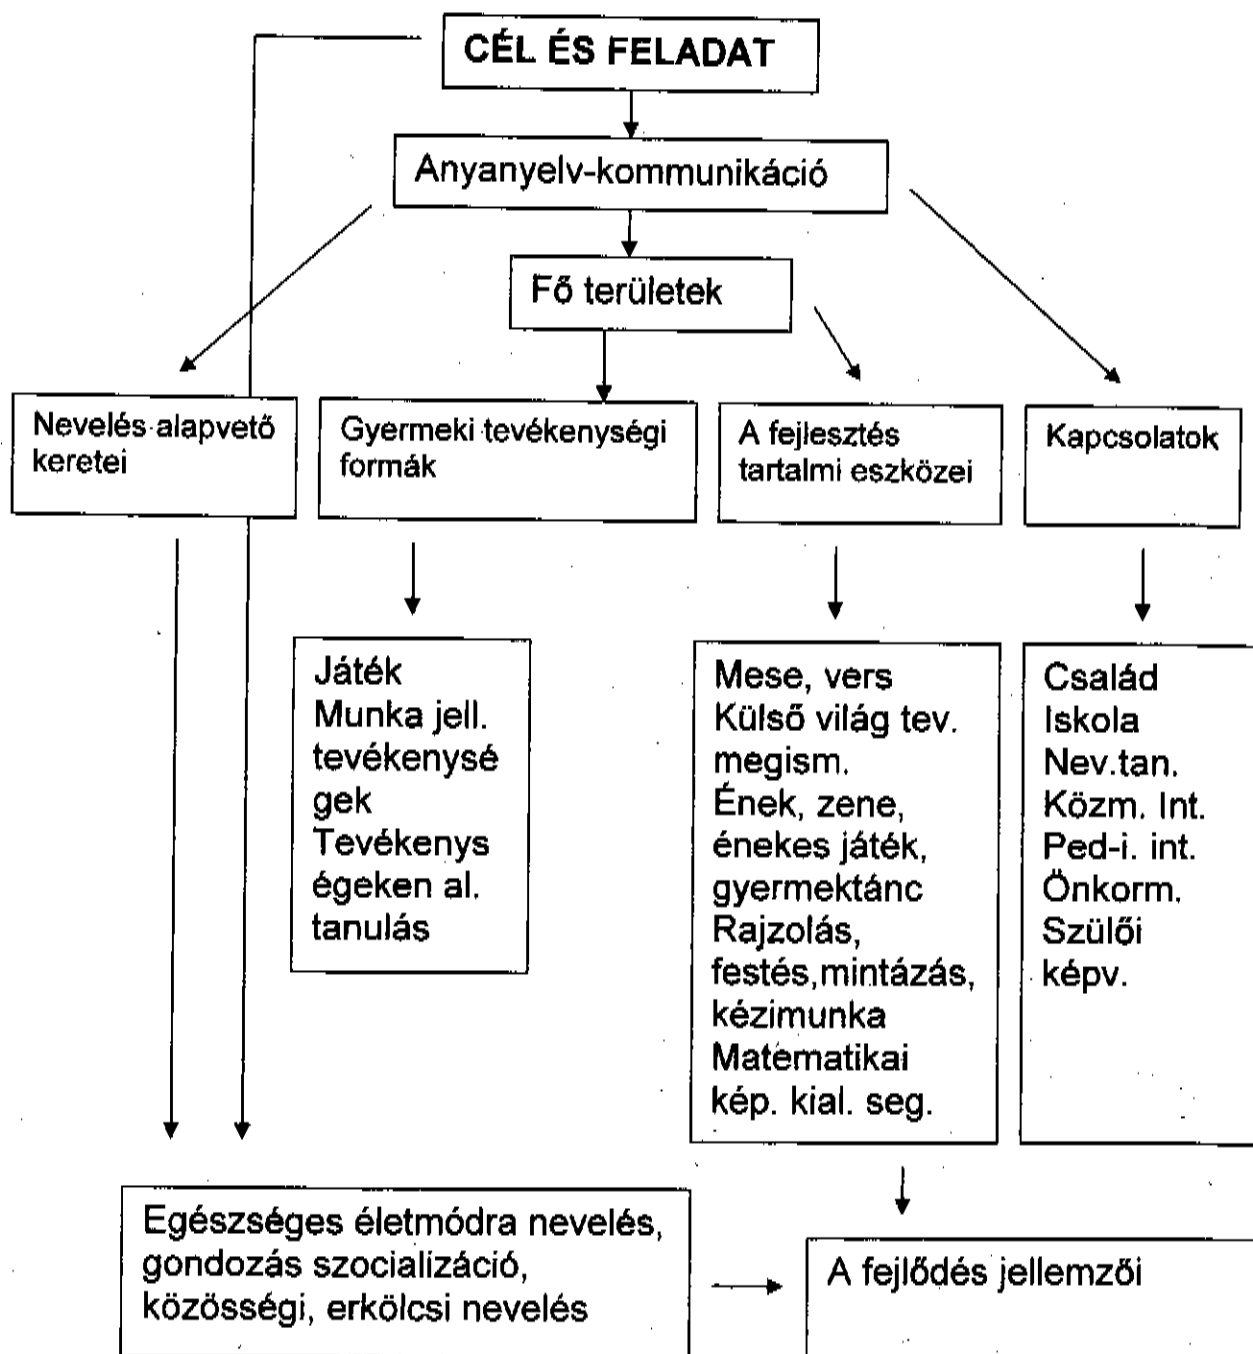 CÉL ÉS FELADAT
Anyanyelv-kommunikáció
Fő területek
Nevelés alapvető
keretei
Gyermeki tevékenységi
formák
A fejlesztés
tartalmi eszközei
Kapcsolatok
Játék
Munka jell.
tevékenysé
gek
Tevékenys
égeken al.
tanulás
Mese, vers
Külső világ tev.
megism.
Ének, zene,
énekes játék,
gyermektánc
Rajzolás,
festés,mintázás,
kézimunka
Matematikai
kép. kial. seg.
Család
Iskola
Nev.tan.
Közm. Int.
Ped-i. int.
Önkorm.
Szülői
képv.
Egészséges életmódra nevelés,
gondozás szocializáció,
közösségi, erkölcsi nevelés
A fejlődés jellemzői